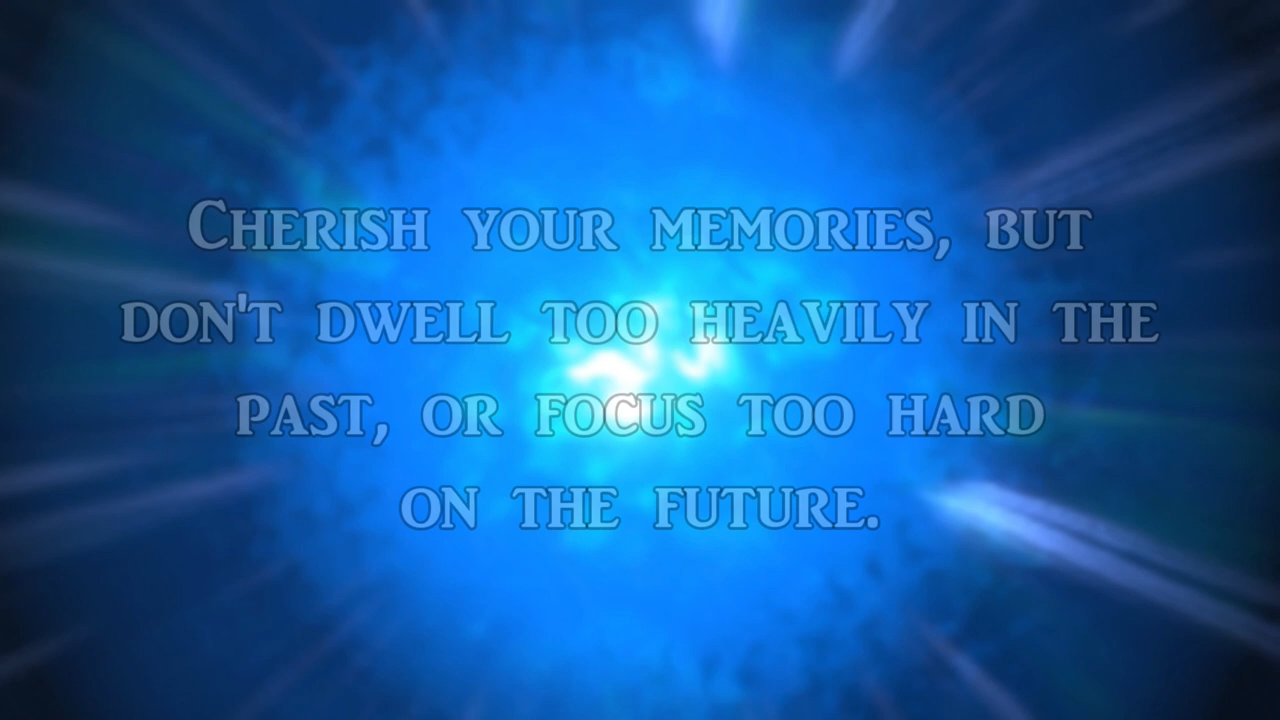 Cherish your memories, but
don't dwell too heavily in the
past, or focus too hard
on the future.